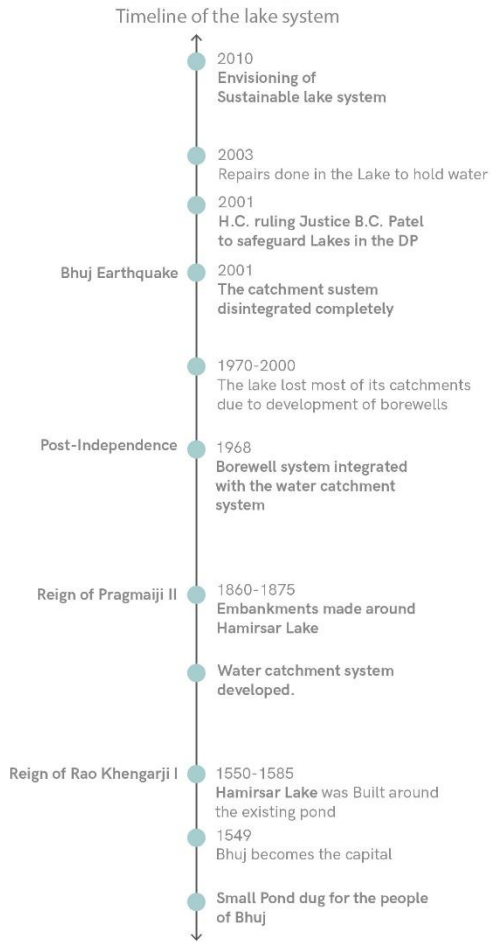 Timeline of the lake system
2010
Envisioning of
Sustainable lake system
2003
Repairs done in the Lake to hold water
2001
H.C. ruling Justice B.C. Patel
to safeguard Lakes in the DP
Bhuj Earthquake
2001
The catchment sustem
disintegrated completely
1970-2000
The lake lost most of its catchments
due to development of borewells
Post-Independence
1968
Borewell system integrated
with the water catchment
system
Reign of Pragmaiji II
1860-1875
Embankments made around
Hamirsar Lake
Water catchment system
developed.
Reign of Rao Khengarji I
1550-1585
Hamirsar Lake was Built around
the existing pond
1549
Bhuj becomes the capital
Small Pond dug for the people
of Bhuj